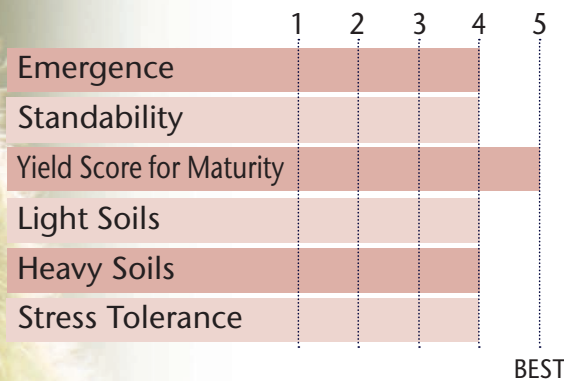 1 2 3 4 5
Emergence
Standability
Yield Score for Maturity
Light Soils
Heavy Soils
Stress Tolerance
BEST